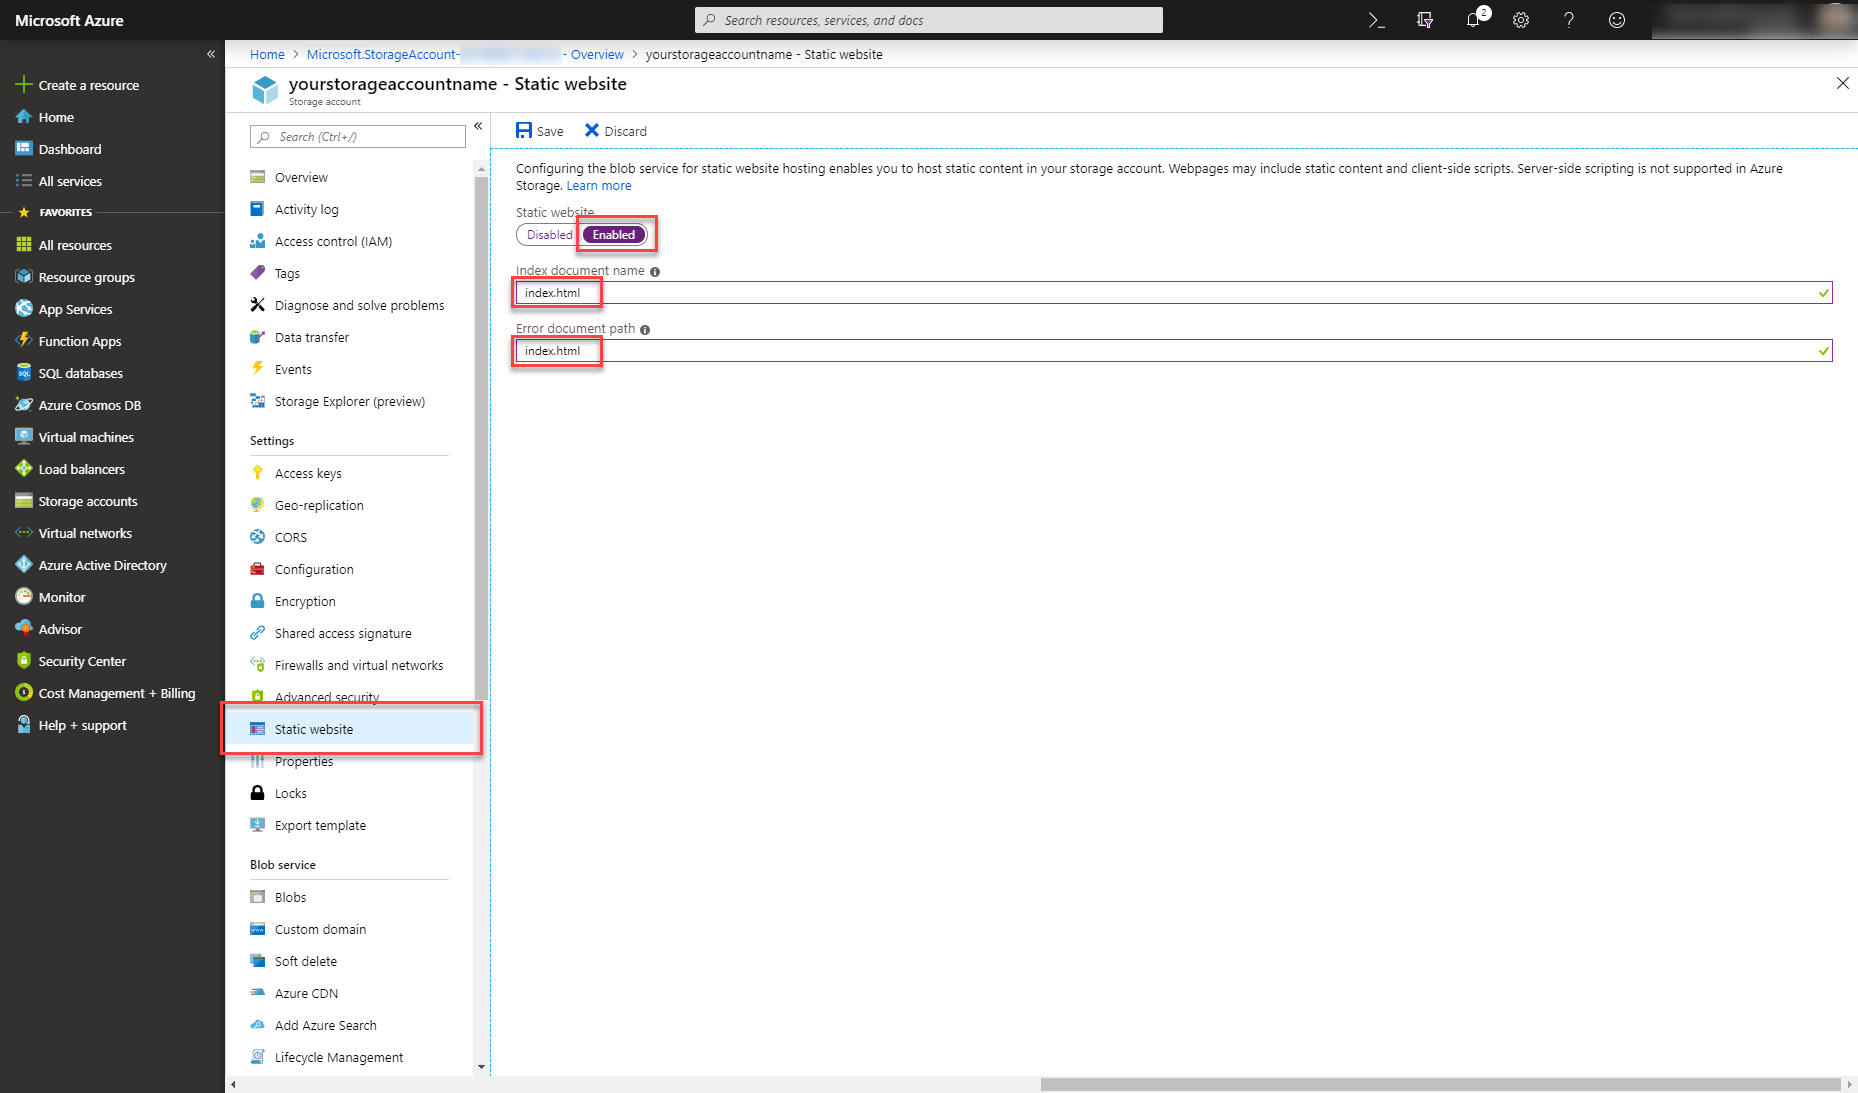 Microsoft Azure
Search resources, services, and docs
2
Create a resource
Home
Dashboard
All services
FAVORITES
All resources
Resource groups
App Services
Function Apps
SQL databases
Azure Cosmos DB
Virtual machines
Load balancers
Storage accounts
Virtual networks
Azure Active Directory
Monitor
Advisor
Security Center
Cost Management + Billing
Help + support
Home > Microsoft.StorageAccount- - Overview > yourstorageaccountname - Static website
yourstorageaccountname - Static website
Storage account
Search (Ctrl+/)
Overview
Activity log
Access control (IAM)
Tags
Diagnose and solve problems
Data transfer
Events
Storage Explorer (preview)
Settings
Access keys
Geo-replication
CORS
Configuration
Encryption
Shared access signature
Firewalls and virtual networks
Advanced security
Static website
Properties
Locks
Export template
Blob service
Blobs
Custom domain
Soft delete
Azure CDN
Add Azure Search
Lifecycle Management
Save
Discard
Configuring the blob service for static website hosting enables you to host static content in your storage account. Webpages may include static content and client-side scripts. Server-side scripting is not supported in Azure
Storage. Learn more
Static website
Disabled Enabled
Index document name
index.html
Error document path
index.html